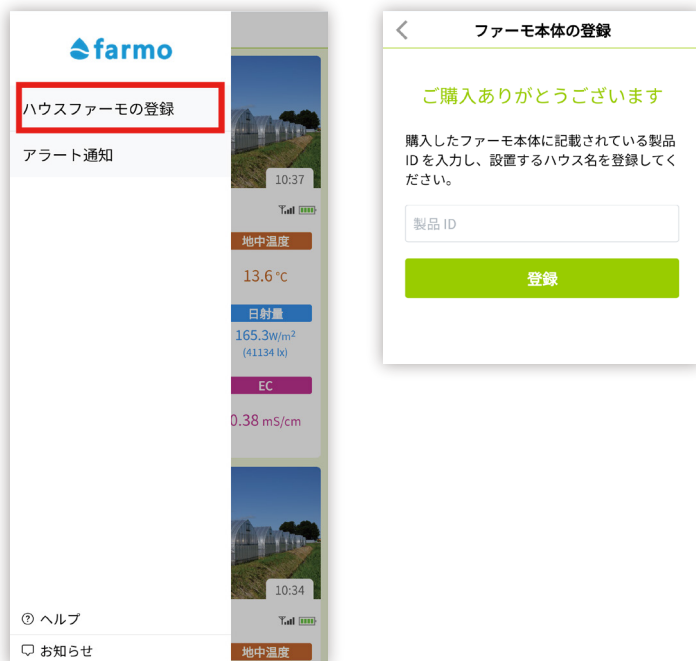 farmo
ハウスファーモの登録
アラート通知
10:37
地中温度
13.6 ℃
日射量
165.3W/m²
(41134 lx)
EC
0.38 mS/cm
10:34
地中温度
? ヘルプ
お知らせ
ファーモ本体の登録
ご購入ありがとうございます
購入したファーモ本体に記載されている製品
ID を入力し、設置するハウス名を登録してく
ださい。
製品 ID
登録